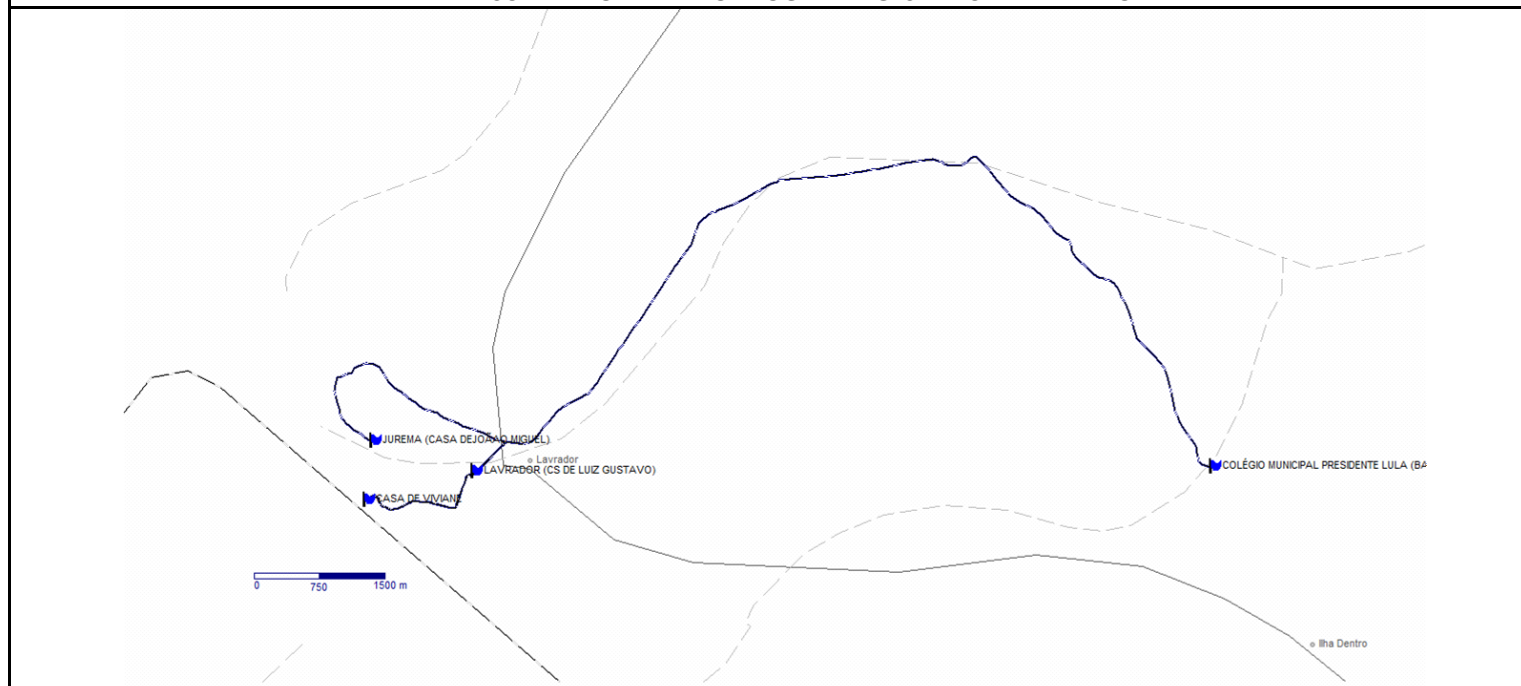 JUREMA (CASA DEJOÃAO MIGUEL)
Lavrador
LAVRADOR (CS DE LUIZ GUSTAVO)
COLÉGIO MUNICIPAL PRESIDENTE LULA (BA
CASA DE VIVIANE
0 750 1500 m
Ilha Dentro